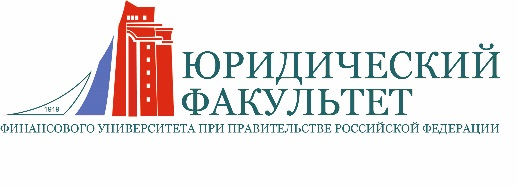 ЮРИДИЧЕСКИЙ
ФАКУЛЬТЕТ
1919
ФИНАНСОВОГО УНИВЕРСИТЕТА ПРИ ПРАВИТЕЛЬСТВЕ РОССИЙСКОЙ ФЕДЕРАЦИИ